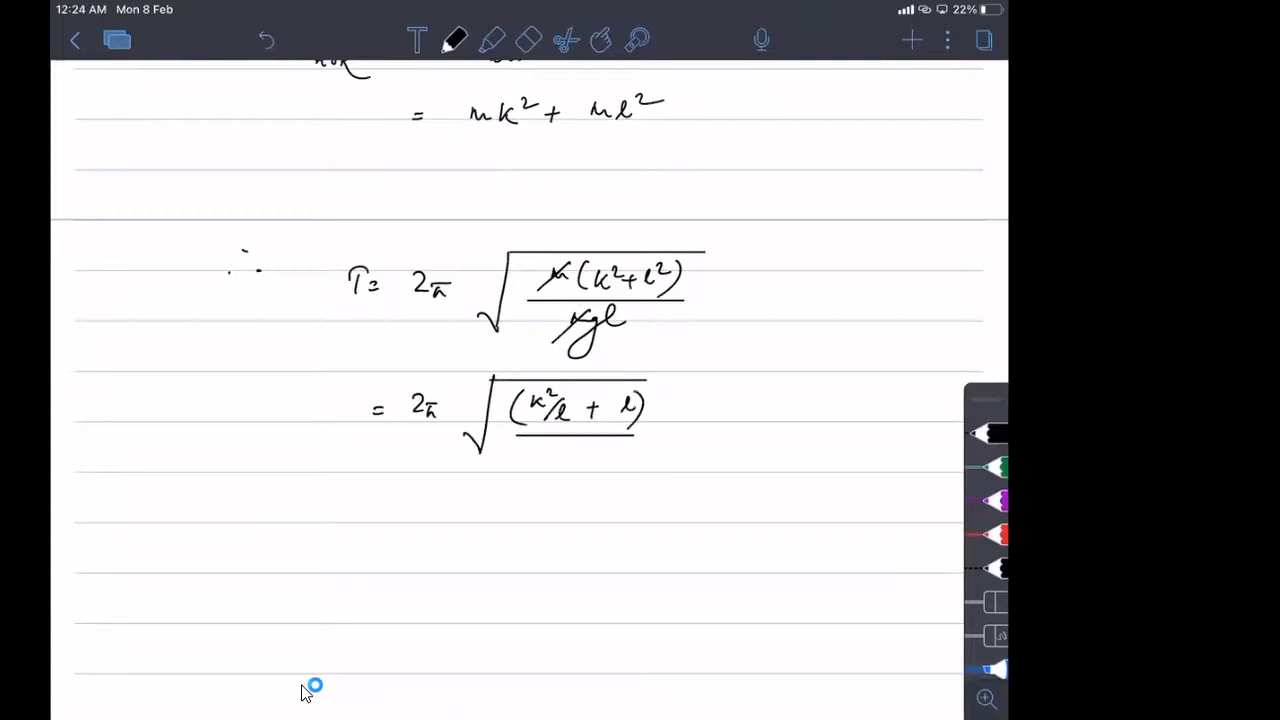 12:24 AM Mon 8 Feb 22%
T
= mk² + ml²
∴ T = 2π √(m(k²+l²) / mgl)
= 2π √(k²/l + l)